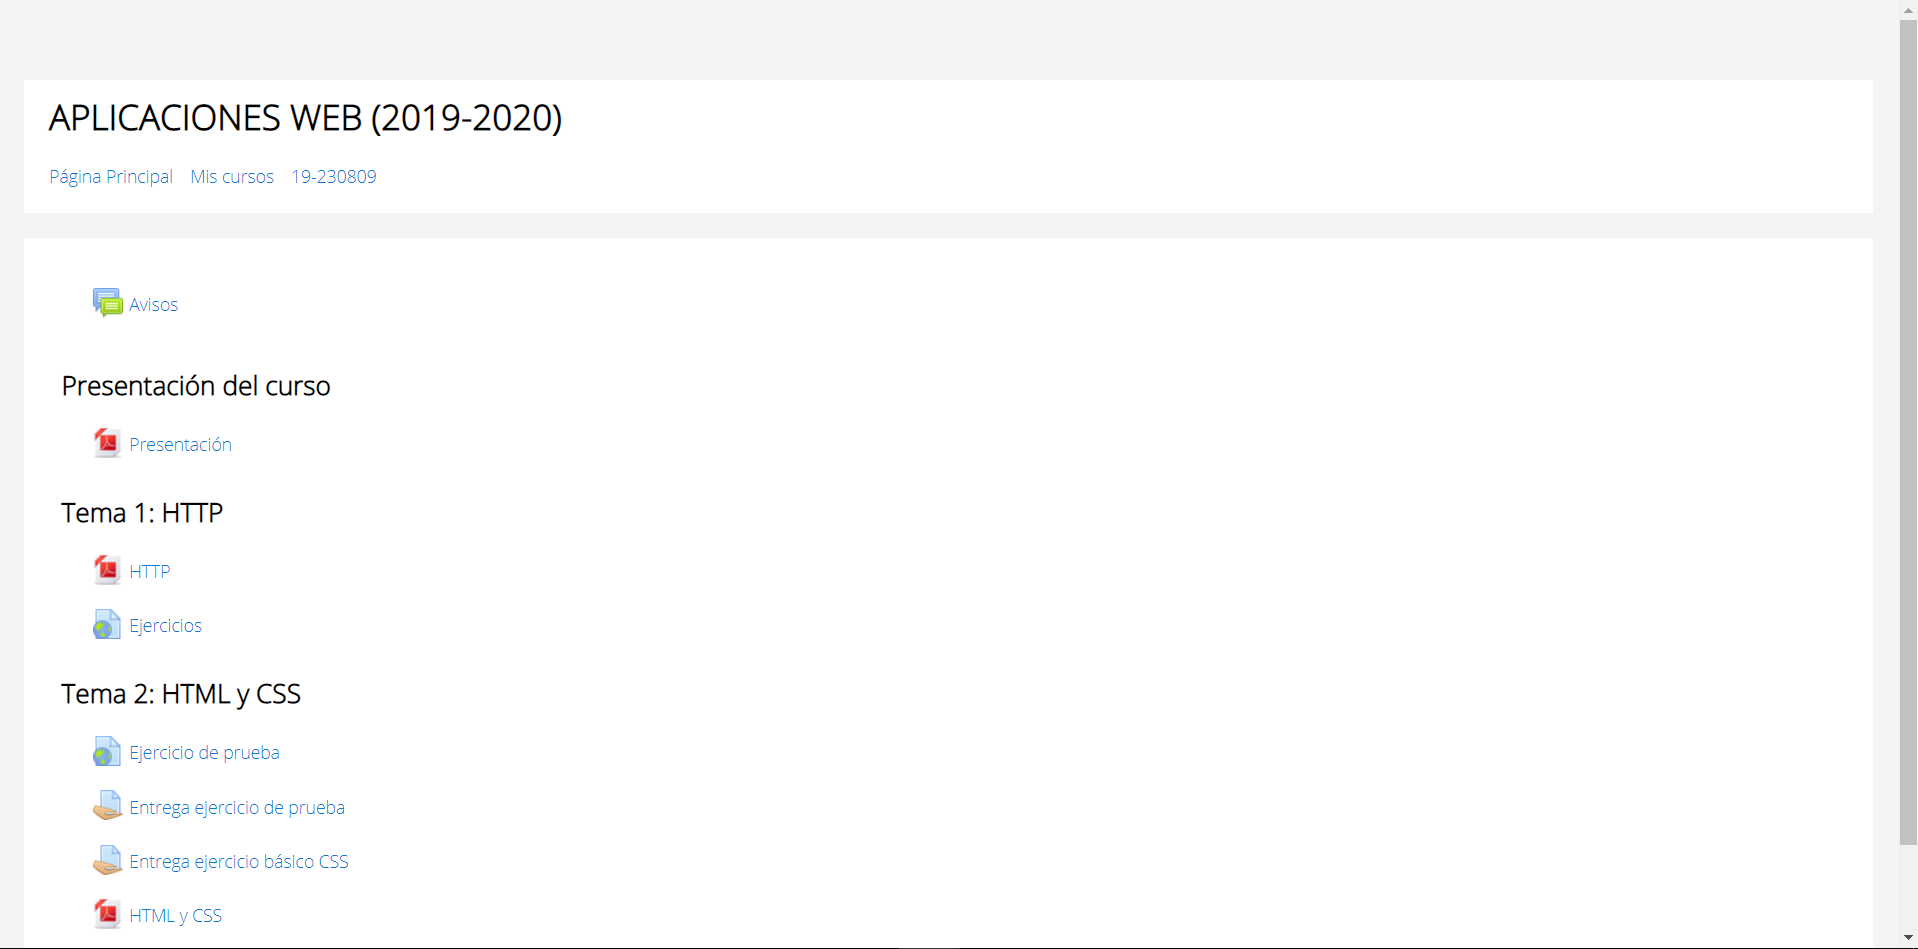 APLICACIONES WEB (2019-2020)
Página Principal Mis cursos 19-230809
Avisos
Presentación del curso
Presentación
Tema 1: HTTP
HTTP
Ejercicios
Tema 2: HTML y CSS
Ejercicio de prueba
Entrega ejercicio de prueba
Entrega ejercicio básico CSS
HTML y CSS